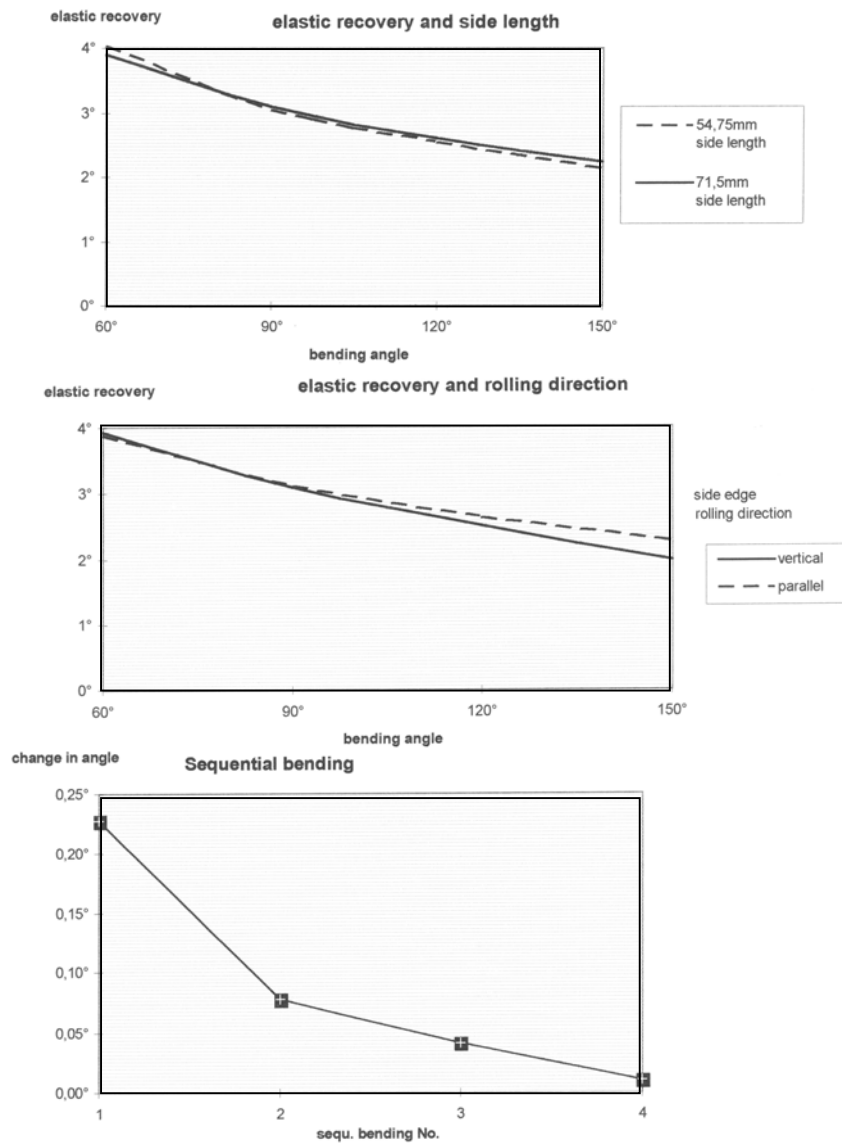 elastic recovery
elastic recovery and side length
4°
3°
2°
1°
0°
60°
90°
120°
150°
bending angle
54,75mm
side length
71,5mm
side length
elastic recovery
elastic recovery and rolling direction
4°
3°
2°
1°
0°
60°
90°
120°
150°
bending angle
side edge
rolling direction
vertical
parallel
change in angle
Sequential bending
0,25°
0,20°
0,15°
0,10°
0,05°
0,00°
1
2
3
4
sequ. bending No.